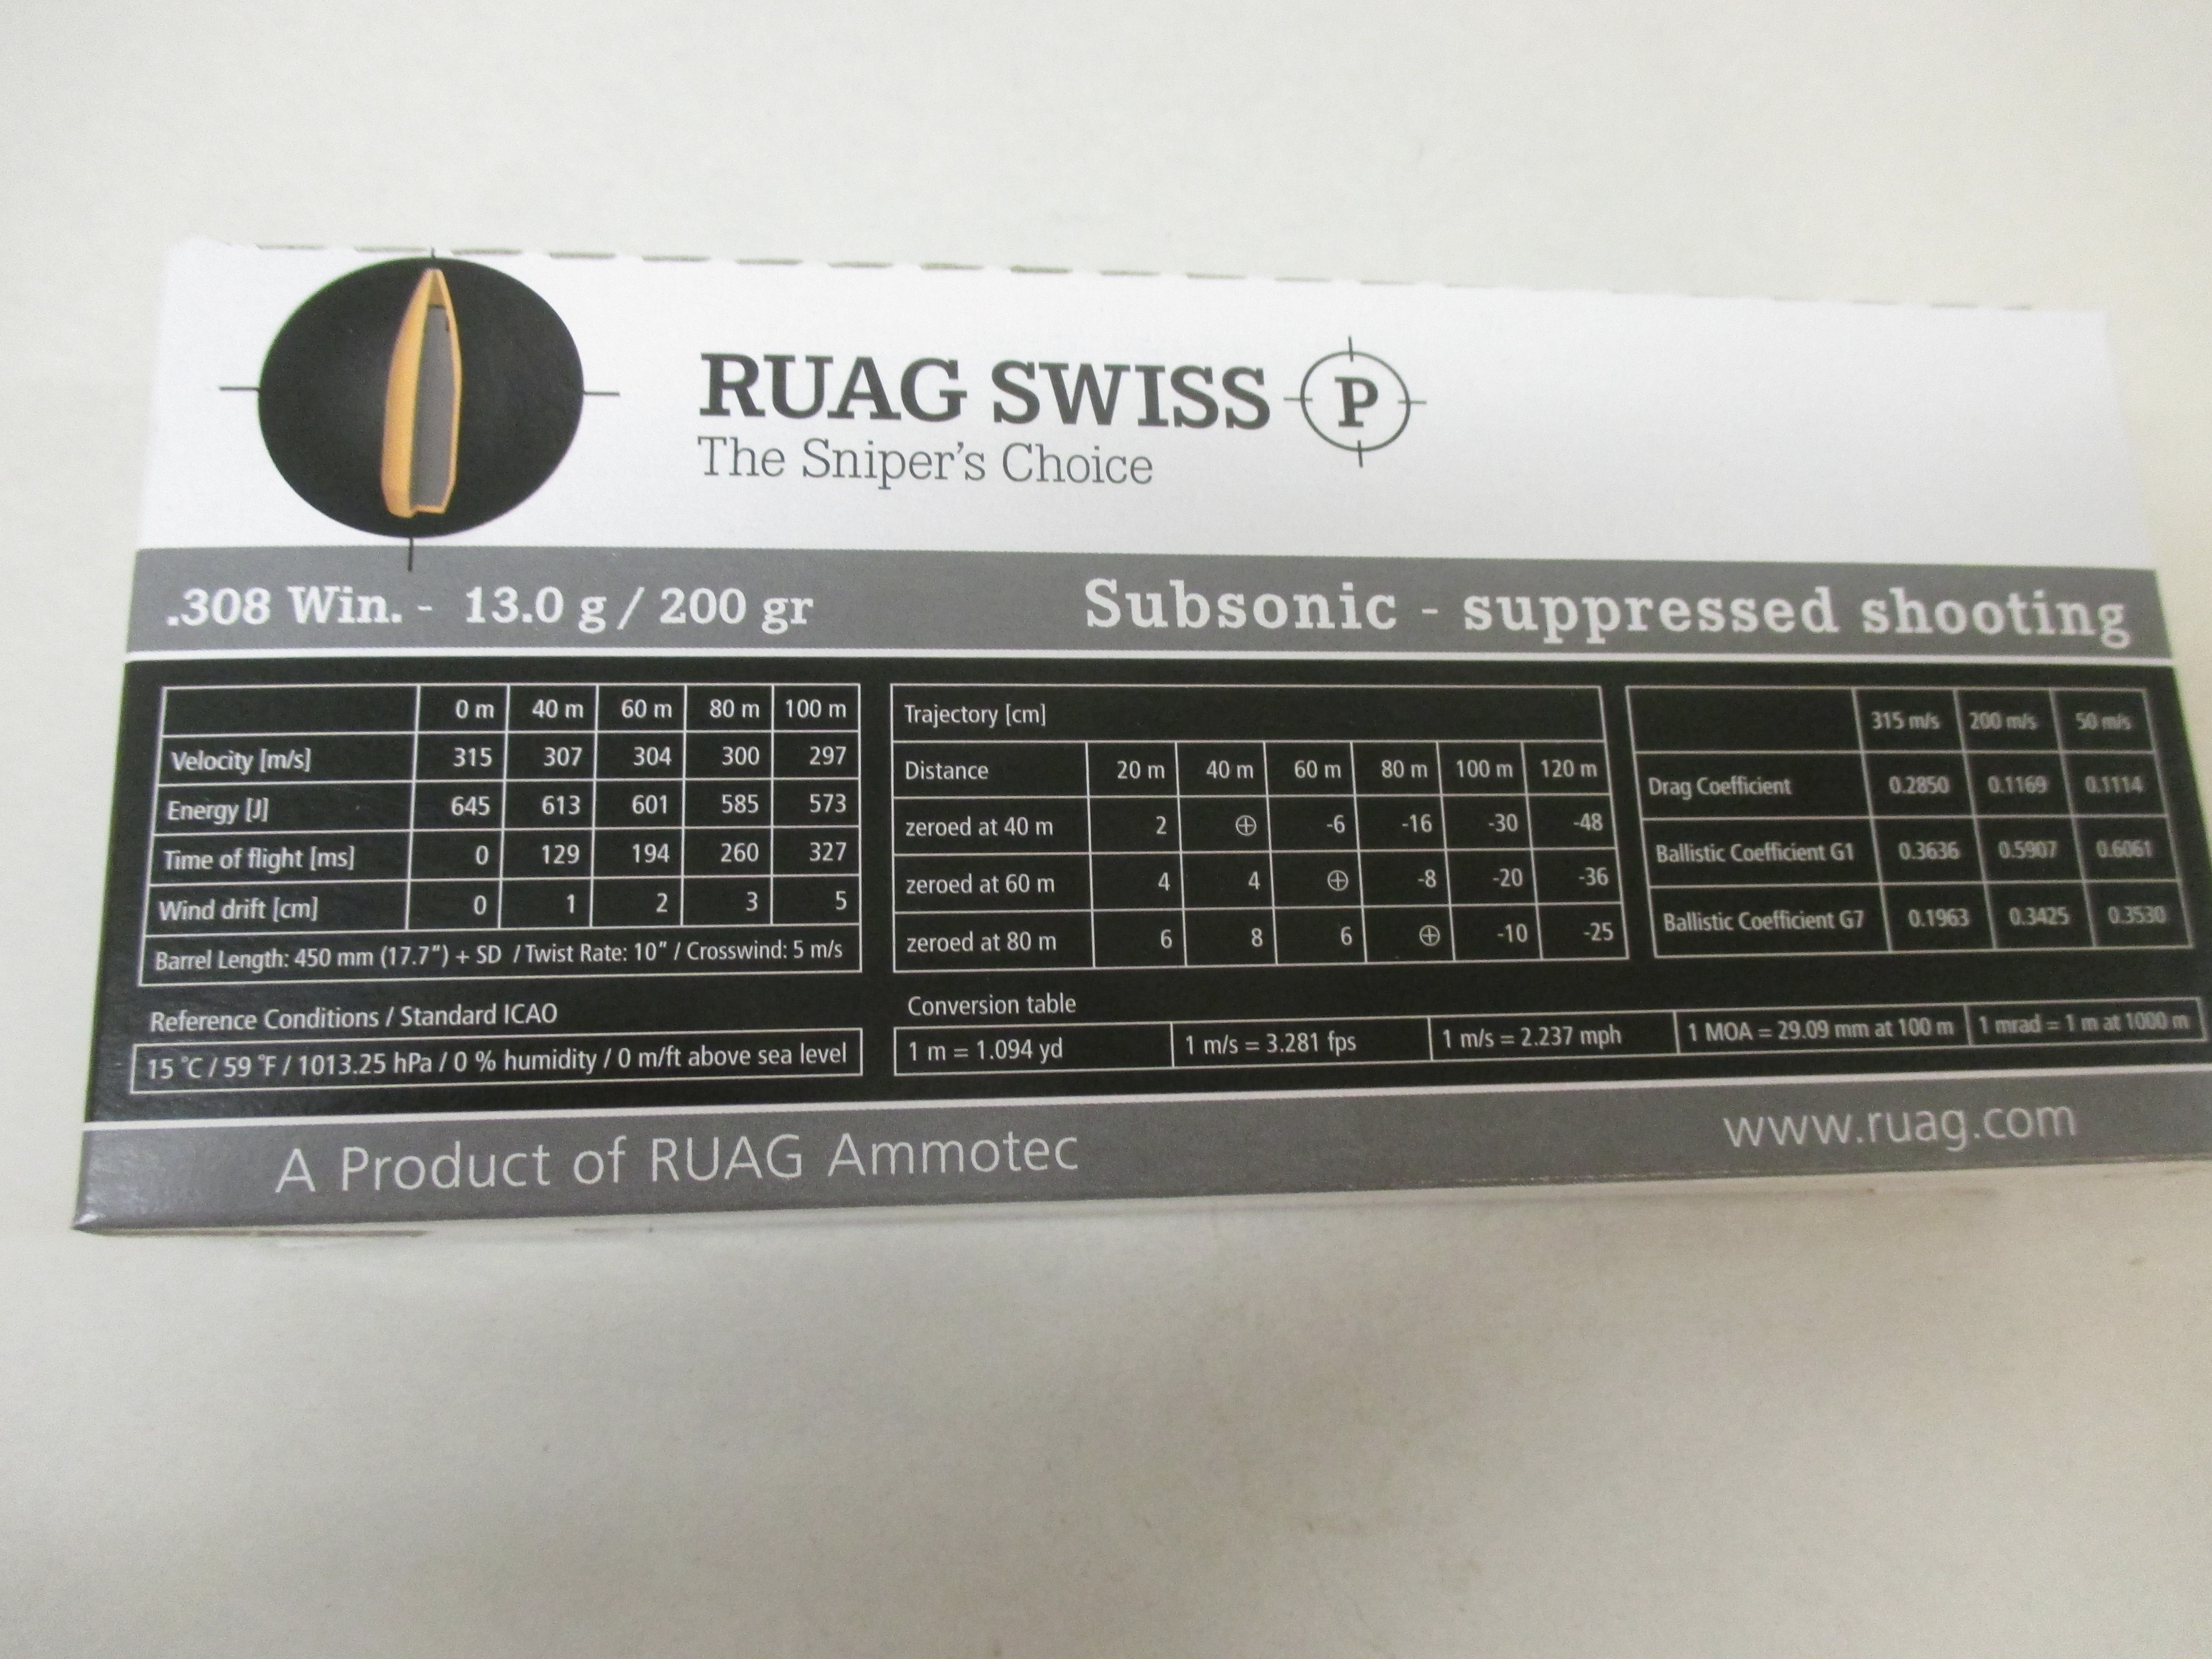 RUAG SWISS P
The Sniper's Choice
.308 Win. - 13.0 g / 200 gr
Subsonic - suppressed shooting
0 m 40 m 60 m 80 m 100 m
Velocity [m/s] 315 307 304 300 297
Energy [J] 645 613 601 585 573
Time of flight [ms] 0 129 194 260 327
Wind drift [cm] 0 1 2 3 5
Barrel Length: 450 mm (17.7") + SD / Twist Rate: 10" / Crosswind: 5 m/s
Reference Conditions / Standard ICAO
15 °C / 59 °F / 1013.25 hPa / 0 % humidity / 0 m/ft above sea level
Trajectory [cm]
Distance 20 m 40 m 60 m 80 m 100 m 120 m
zeroed at 40 m 2 ⊕ -6 -16 -30 -48
zeroed at 60 m 4 4 ⊕ -8 -20 -36
zeroed at 80 m 6 8 6 ⊕ -10 -25
315 m/s 200 m/s 50 m/s
Drag Coefficient 0.2850 0.1169 0.1114
Ballistic Coefficient G1 0.3636 0.5907 0.6061
Ballistic Coefficient G7 0.1963 0.3425 0.3530
Conversion table
1 m = 1.094 yd 1 m/s = 3.281 fps 1 m/s = 2.237 mph 1 MOA = 29.09 mm at 100 m 1 mrad = 1 m at 1000 m
A Product of RUAG Ammotec
www.ruag.com